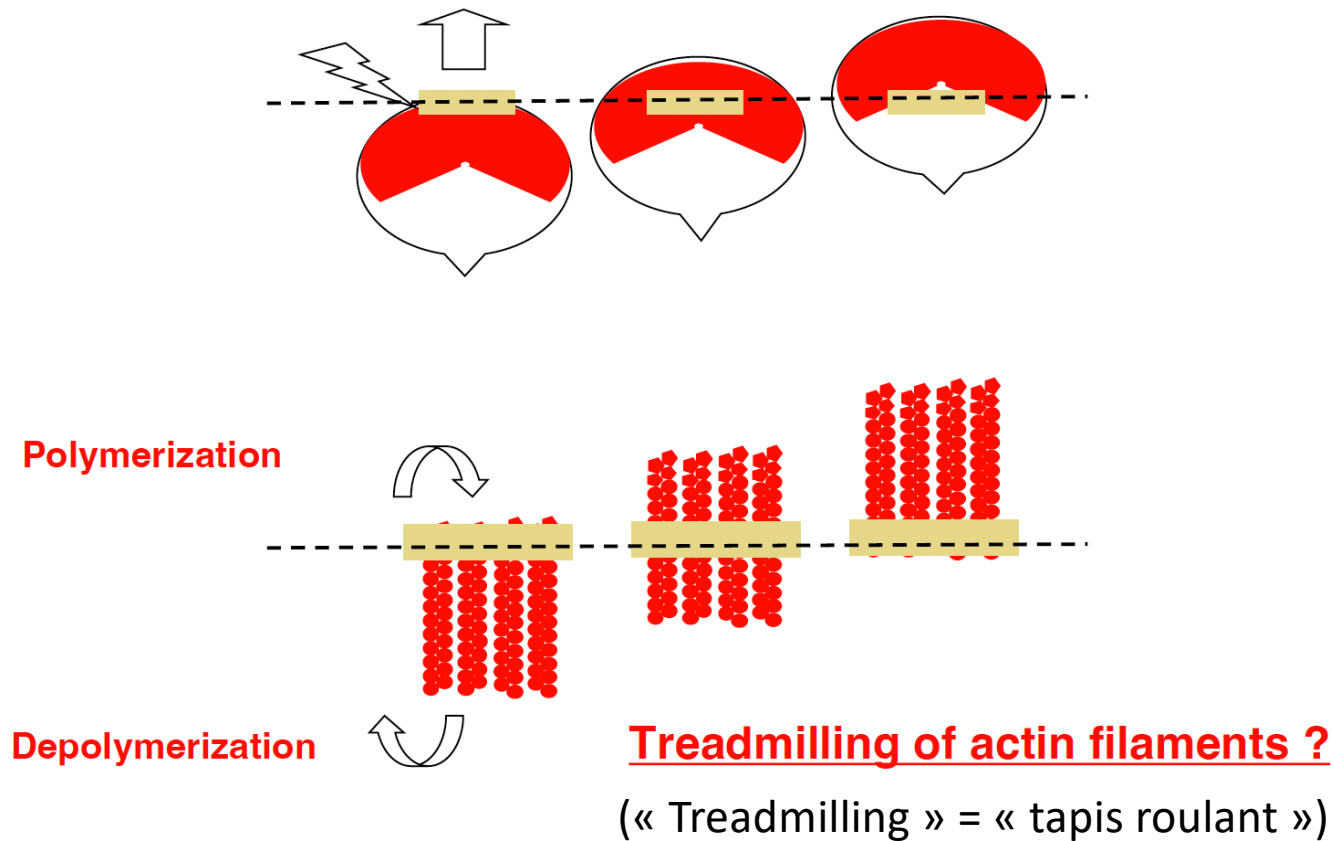 Polymerization
Depolymerization
Treadmilling of actin filaments ?
(« Treadmilling » = « tapis roulant »)